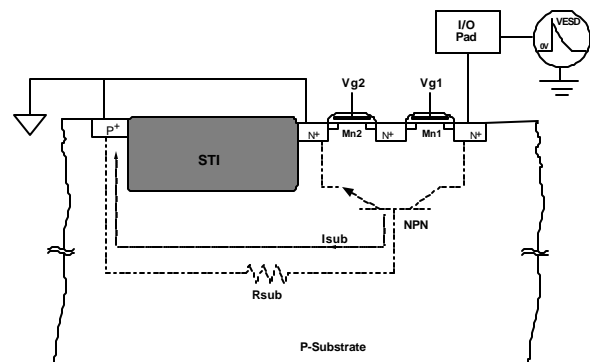 I/O
Pad
VESD
0V
Vg2
Vg1
P+
N+
Mn2
N+
Mn1
N+
STI
NPN
Isub
Rsub
P-Substrate